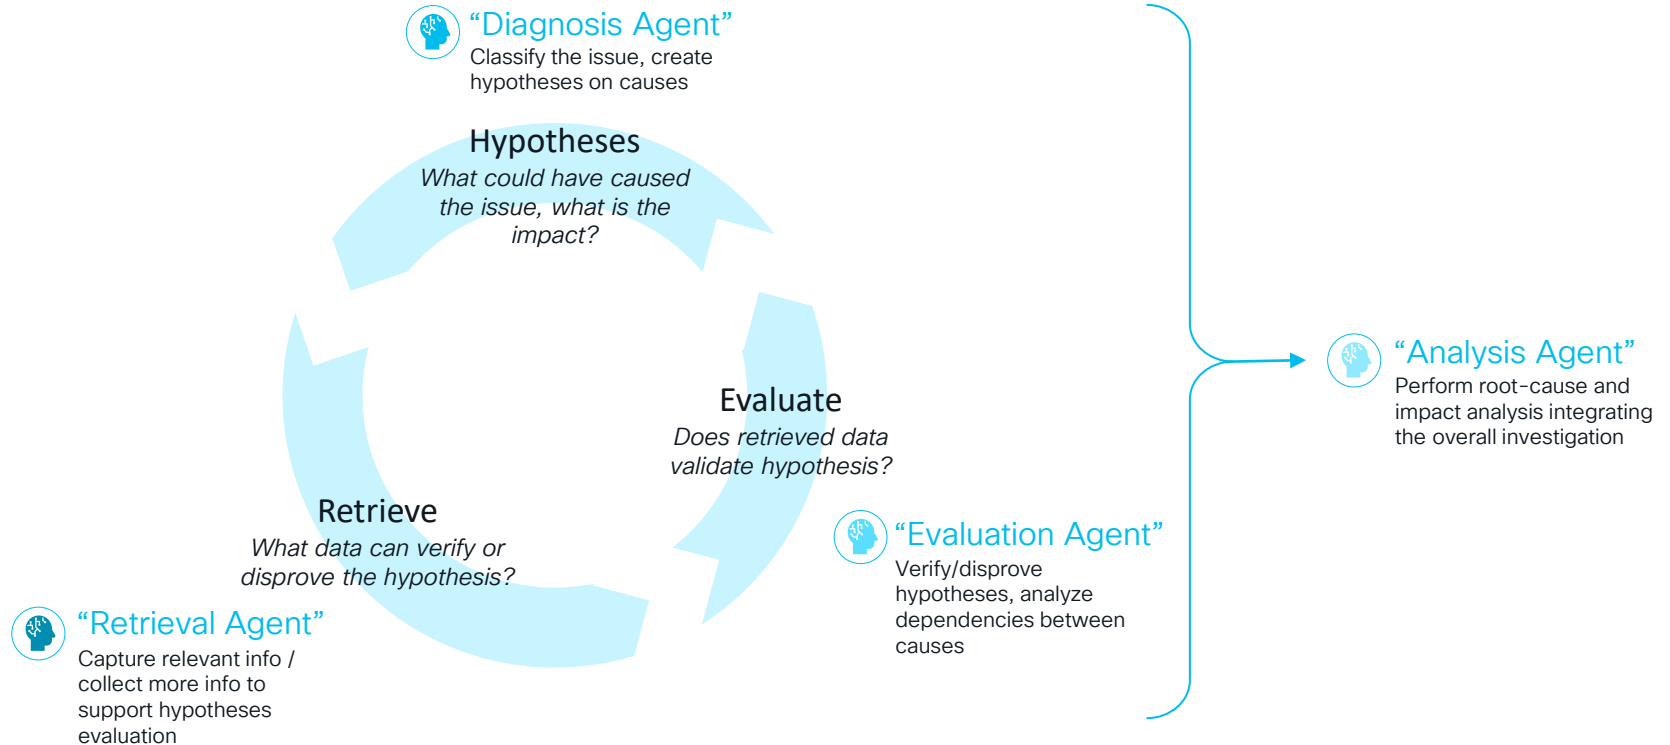 “Diagnosis Agent”
Classify the issue, create
hypotheses on causes
Hypotheses
What could have caused
the issue, what is the
impact?
Evaluate
Does retrieved data
validate hypothesis?
Retrieve
What data can verify or
disprove the hypothesis?
“Evaluation Agent”
Verify/disprove
hypotheses, analyze
dependencies between
causes
“Retrieval Agent”
Capture relevant info /
collect more info to
support hypotheses
evaluation
“Analysis Agent”
Perform root-cause and
impact analysis integrating
the overall investigation